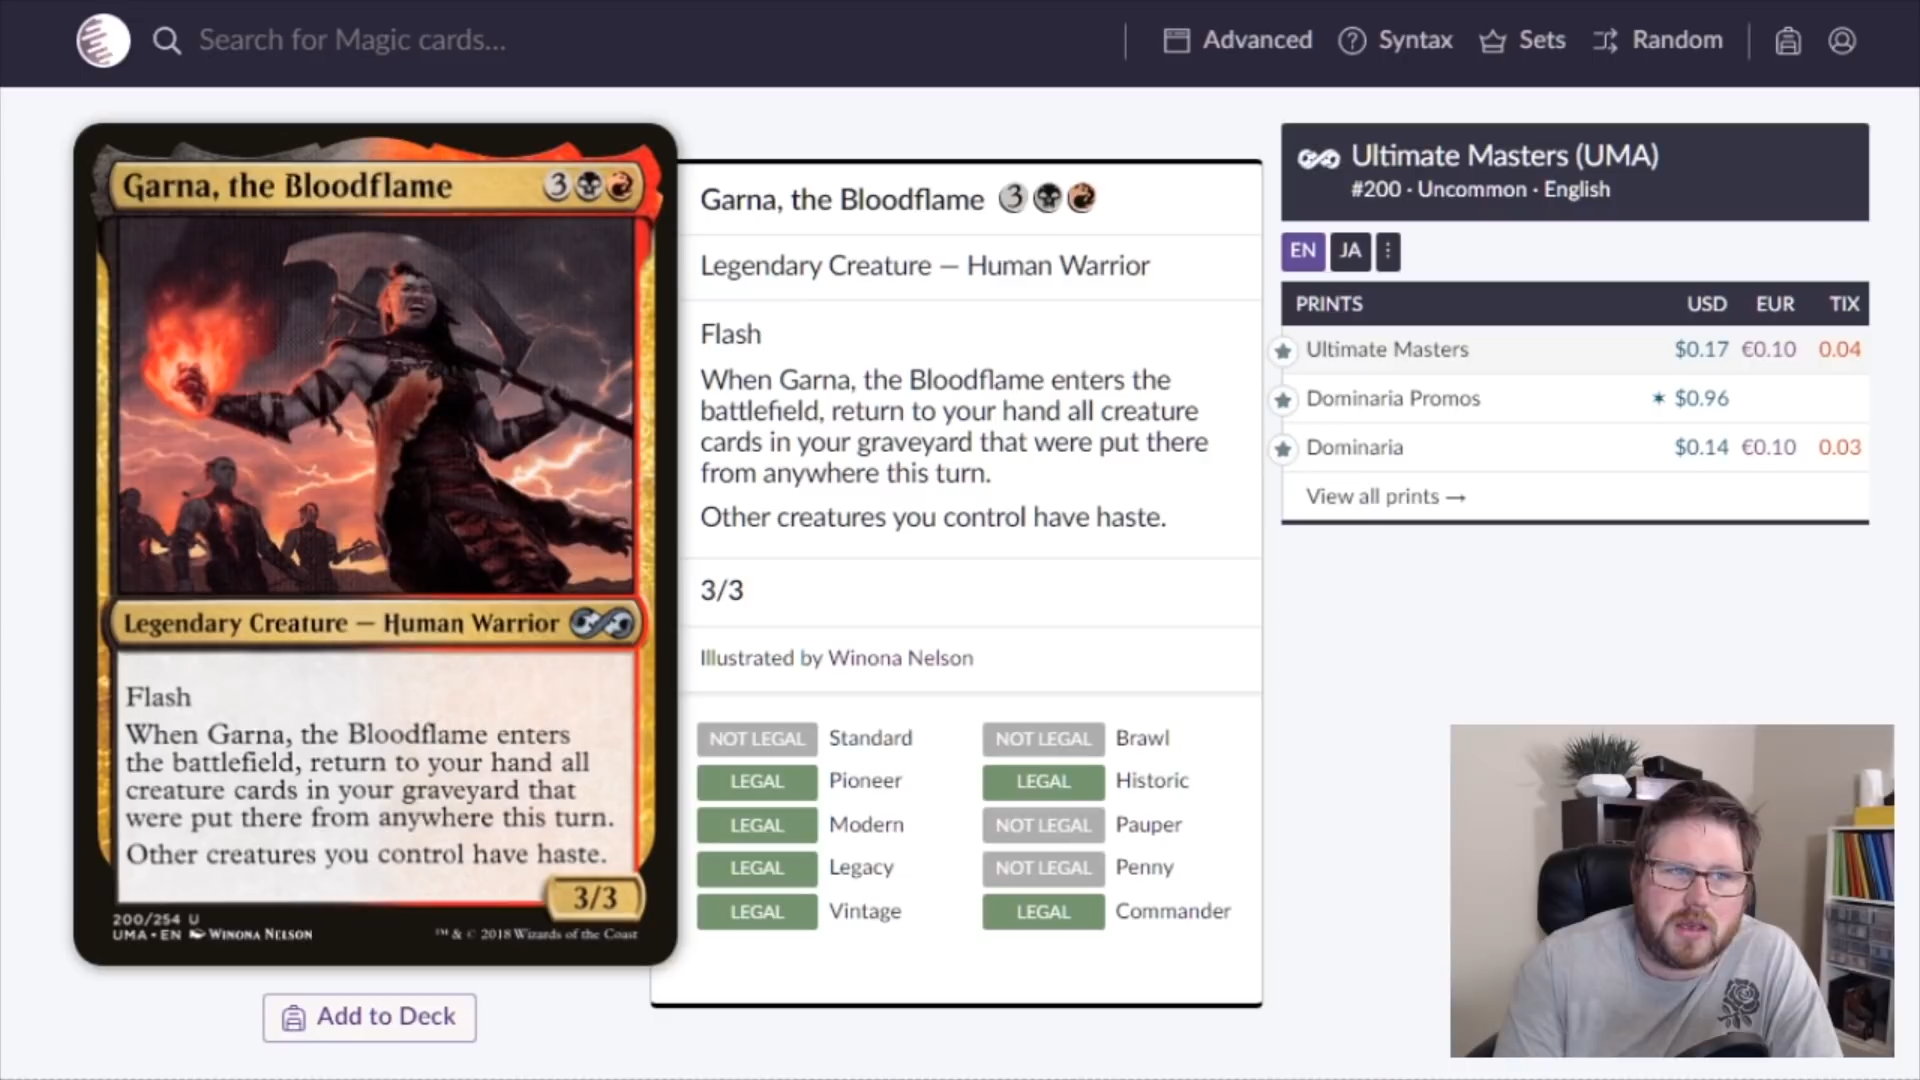 Search for Magic cards...
Advanced
Syntax
Sets
Random
Garna, the Bloodflame 3
Legendary Creature — Human Warrior
Flash
When Garna, the Bloodflame enters
the battlefield, return to your hand all
creature cards in your graveyard that
were put there from anywhere this turn.
Other creatures you control have haste.
3/3
200/254 U
UMA • EN Winona Nelson
™ & © 2018 Wizards of the Coast
Add to Deck
Garna, the Bloodflame 3
Legendary Creature — Human Warrior
Flash
When Garna, the Bloodflame enters the
battlefield, return to your hand all creature
cards in your graveyard that were put there
from anywhere this turn.
Other creatures you control have haste.
3/3
Illustrated by Winona Nelson
NOT LEGAL Standard NOT LEGAL Brawl
LEGAL Pioneer LEGAL Historic
LEGAL Modern NOT LEGAL Pauper
LEGAL Legacy NOT LEGAL Penny
LEGAL Vintage LEGAL Commander
Ultimate Masters (UMA)
#200 · Uncommon · English
EN JA
PRINTS USD EUR TIX
Ultimate Masters $0.17 €0.10 0.04
Dominaria Promos $0.96
Dominaria $0.14 €0.10 0.03
View all prints →